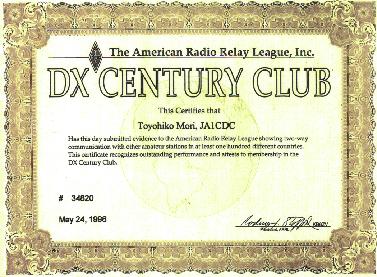 The American Radio Relay League, Inc.
DX CENTURY CLUB
This Certifies that
Toyohiko Mori, JA1CDC
Has this day submitted evidence to the American Radio Relay League showing two-way
communication with other amateur stations in at least one hundred different countries.
This certificate recognizes outstanding performance and attests to membership in the
DX Century Club.
# 34620
May 24, 1996